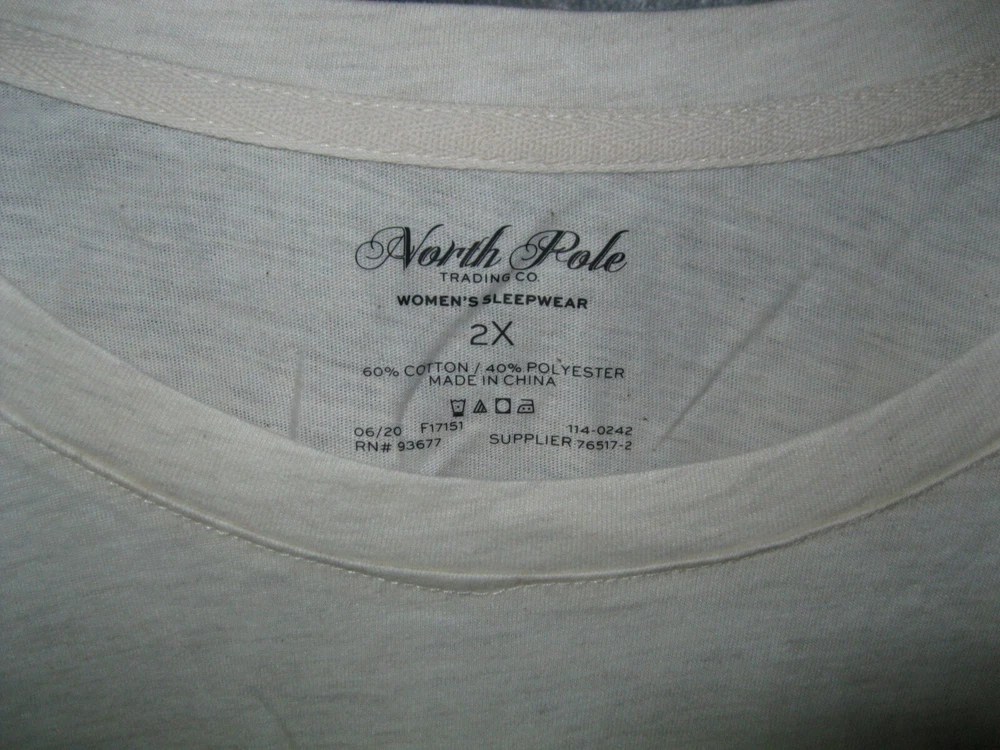 North Pole
TRADING CO.
WOMEN'S SLEEPWEAR
2X
60% COTTON / 40% POLYESTER
MADE IN CHINA
06/20 F17151 114-0242
RN# 93677 SUPPLIER 76517-2